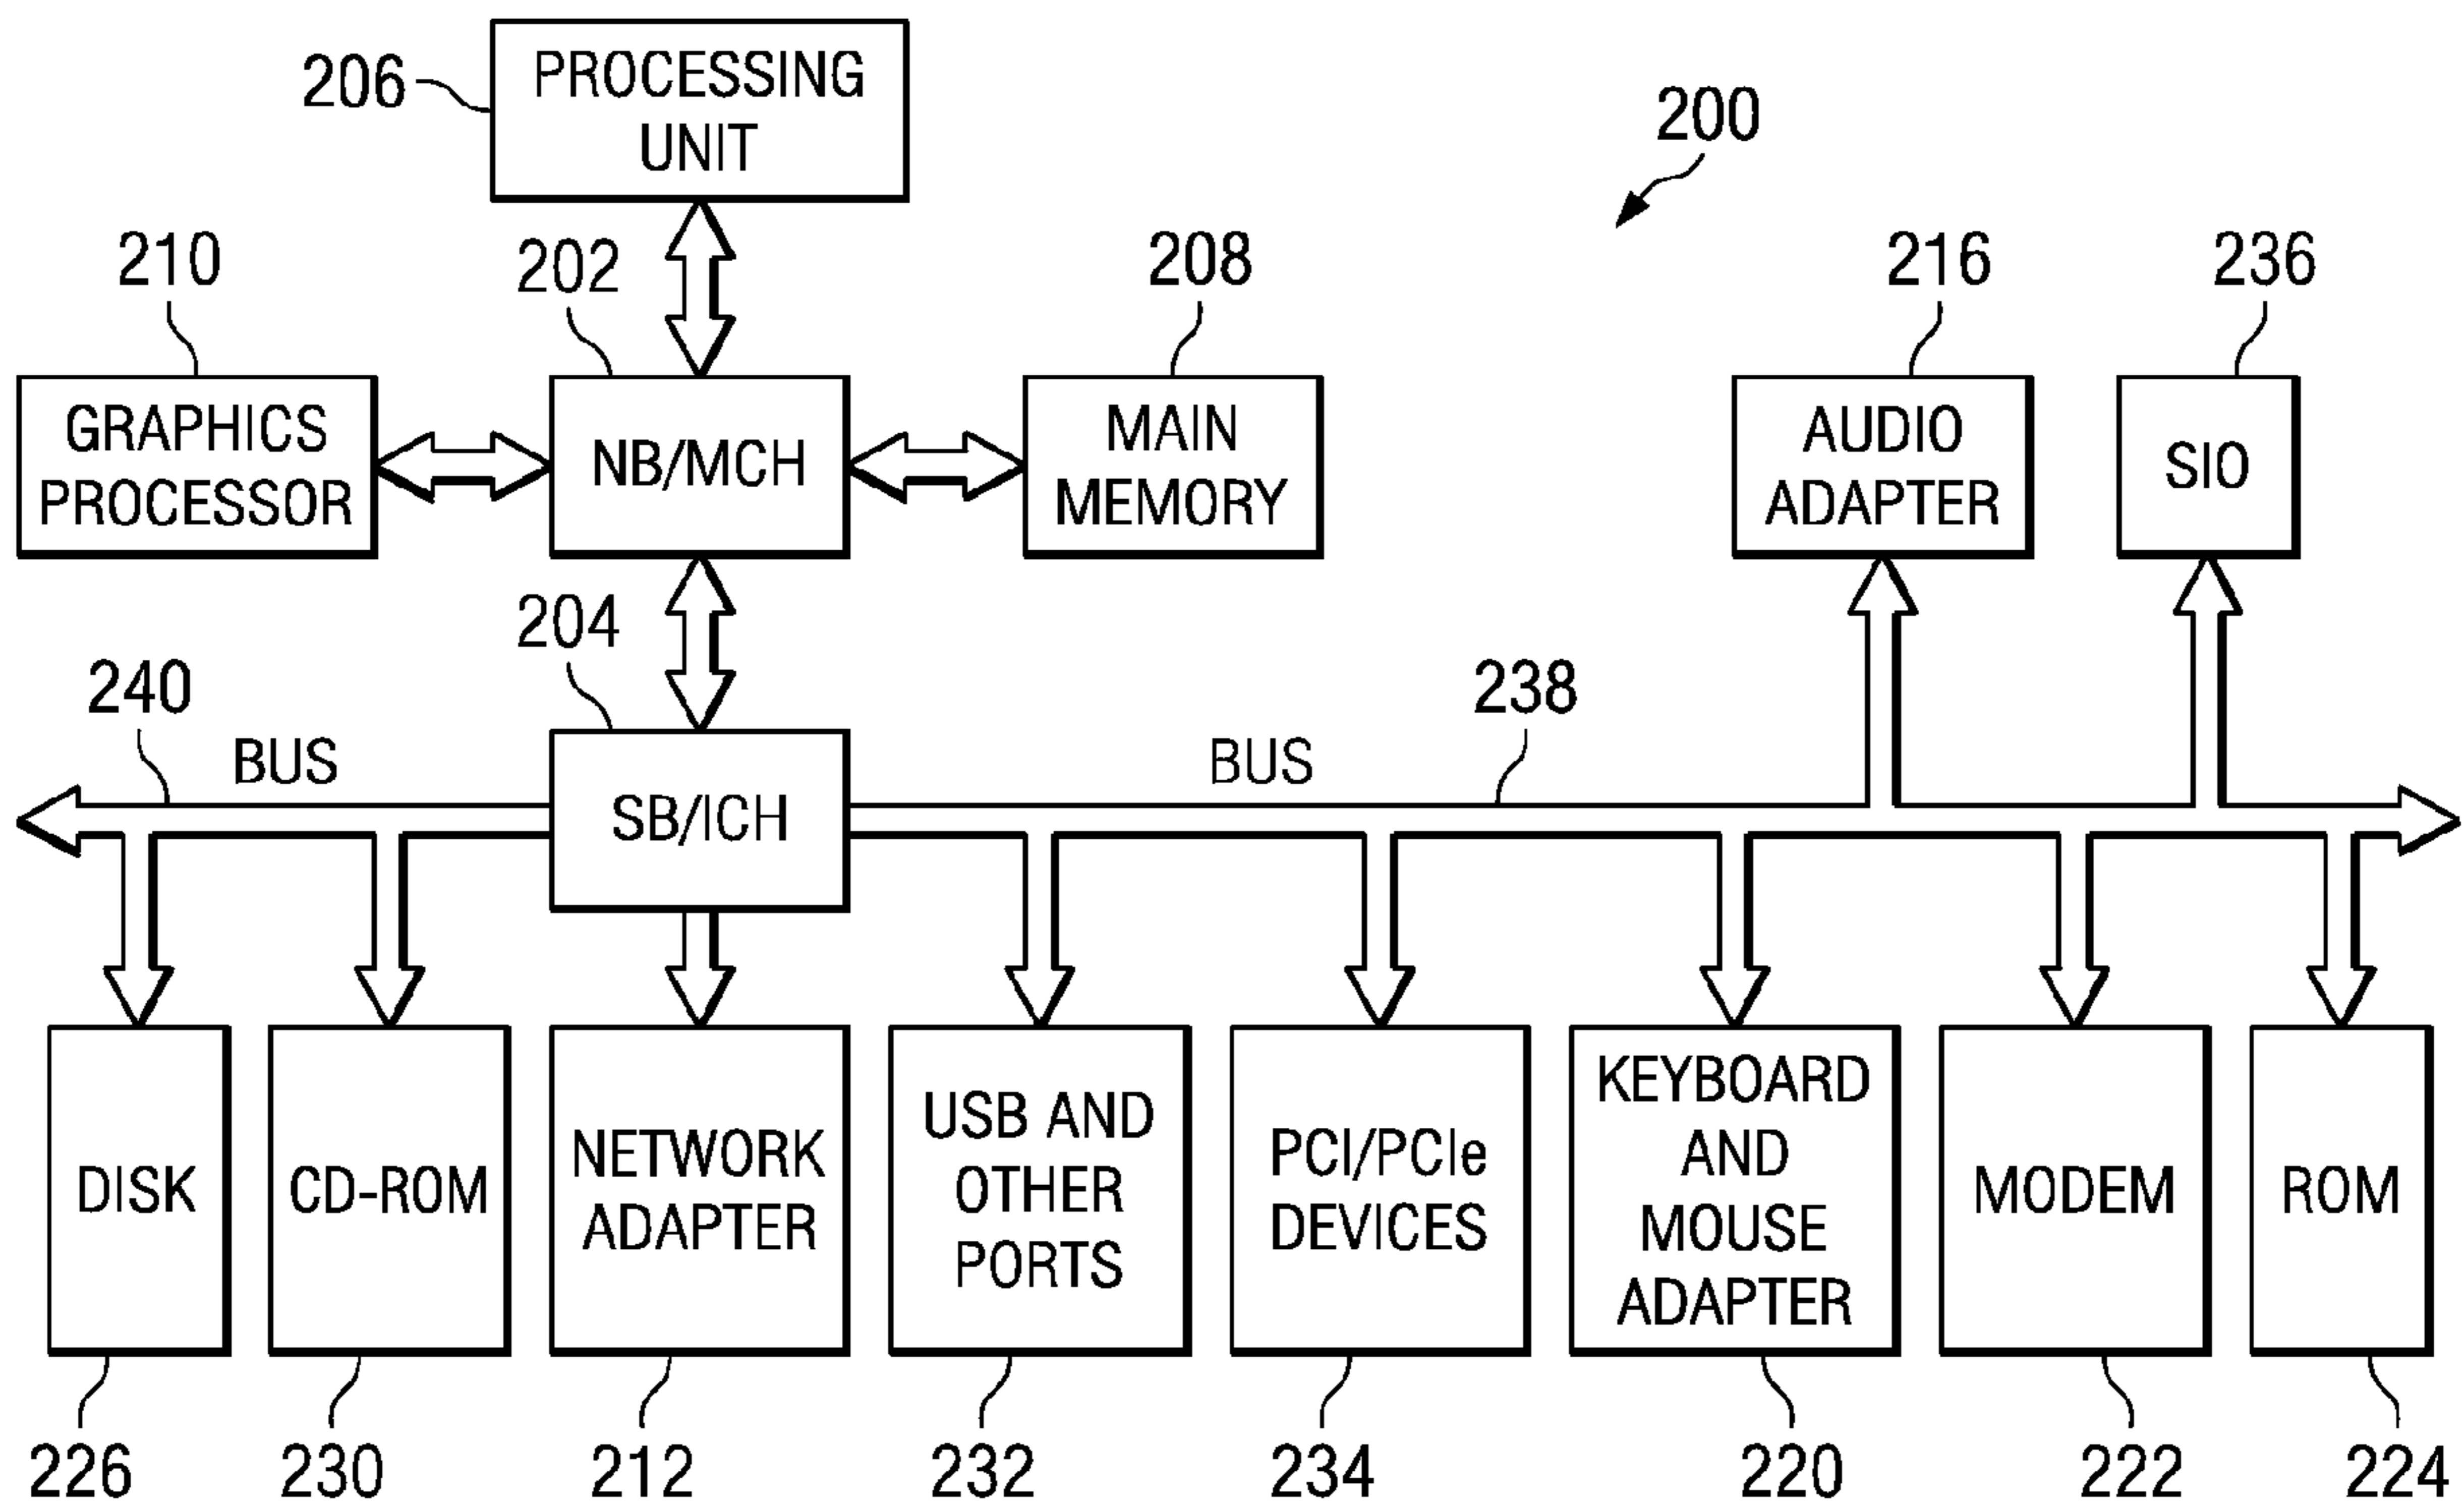 206
PROCESSING
UNIT
200
210
202
208
216
236
GRAPHICS
PROCESSOR
NB/MCH
MAIN
MEMORY
AUDIO
ADAPTER
SIO
204
240
BUS
SB/ICH
BUS
238
DISK
CD-ROM
NETWORK
ADAPTER
USB AND
OTHER
PORTS
PCI/PCIe
DEVICES
KEYBOARD
AND
MOUSE
ADAPTER
MODEM
ROM
226
230
212
232
234
220
222
224